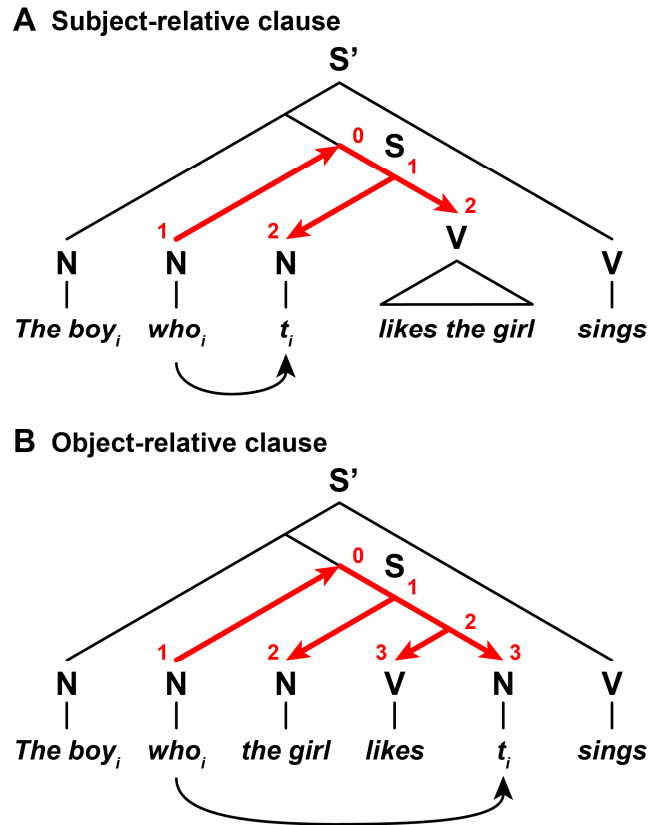 A Subject-relative clause
S’
0 S
1
1 2 2
V
N N N V
The boyi whoi ti likes the girl sings
B Object-relative clause
S’
0 S
1
2
1 2 3 3
N N N V N V
The boyi whoi the girl likes ti sings